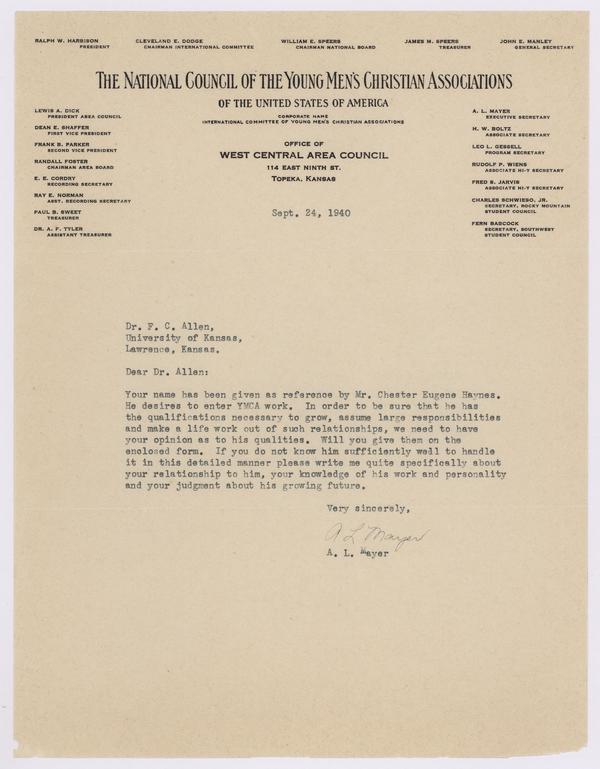 RALPH W. HARBISON
PRESIDENT
CLEVELAND E. DODGE
CHAIRMAN INTERNATIONAL COMMITTEE
WILLIAM E. SPEERS
CHAIRMAN NATIONAL BOARD
JAMES M. SPEERS
TREASURER
JOHN E. MANLEY
GENERAL SECRETARY
THE NATIONAL COUNCIL OF THE YOUNG MEN'S CHRISTIAN ASSOCIATIONS
OF THE UNITED STATES OF AMERICA
CORPORATE NAME
INTERNATIONAL COMMITTEE OF YOUNG MEN'S CHRISTIAN ASSOCIATIONS
OFFICE OF
WEST CENTRAL AREA COUNCIL
114 EAST NINTH ST.
TOPEKA, KANSAS
LEWIS A. DICK
PRESIDENT AREA COUNCIL
DEAN E. SHAFFER
FIRST VICE PRESIDENT
FRANK B. PARKER
SECOND VICE PRESIDENT
RANDALL FOSTER
CHAIRMAN AREA BOARD
E. E. CORDRY
RECORDING SECRETARY
RAY E. NORMAN
ASST. RECORDING SECRETARY
PAUL B. SWEET
TREASURER
DR. A. F. TYLER
ASSISTANT TREASURER
A. L. MAYER
EXECUTIVE SECRETARY
H. W. BOLTZ
ASSOCIATE SECRETARY
LEO L. GESSELL
PROGRAM SECRETARY
RUDOLF P. WIENS
ASSOCIATE HI-Y SECRETARY
FRED S. JARVIS
ASSOCIATE HI-Y SECRETARY
CHARLES SCHWIESO, JR.
SECRETARY, ROCKY MOUNTAIN
STUDENT COUNCIL
FERN BABCOCK
SECRETARY, SOUTHWEST
STUDENT COUNCIL
Sept. 24, 1940
Dr. F. C. Allen,
University of Kansas,
Lawrence, Kansas.
Dear Dr. Allen:
Your name has been given as reference by Mr. Chester Eugene Haynes.
He desires to enter YMCA work. In order to be sure that he has
the qualifications necessary to grow, assume large responsibilities
and make a life work out of such relationships, we need to have
your opinion as to his qualities. Will you give them on the
enclosed form. If you do not know him sufficiently well to handle
it in this detailed manner please write me quite specifically about
your relationship to him, your knowledge of his work and personality
and your judgment about his growing future.
Very sincerely,
A L Mayer
A. L. Mayer